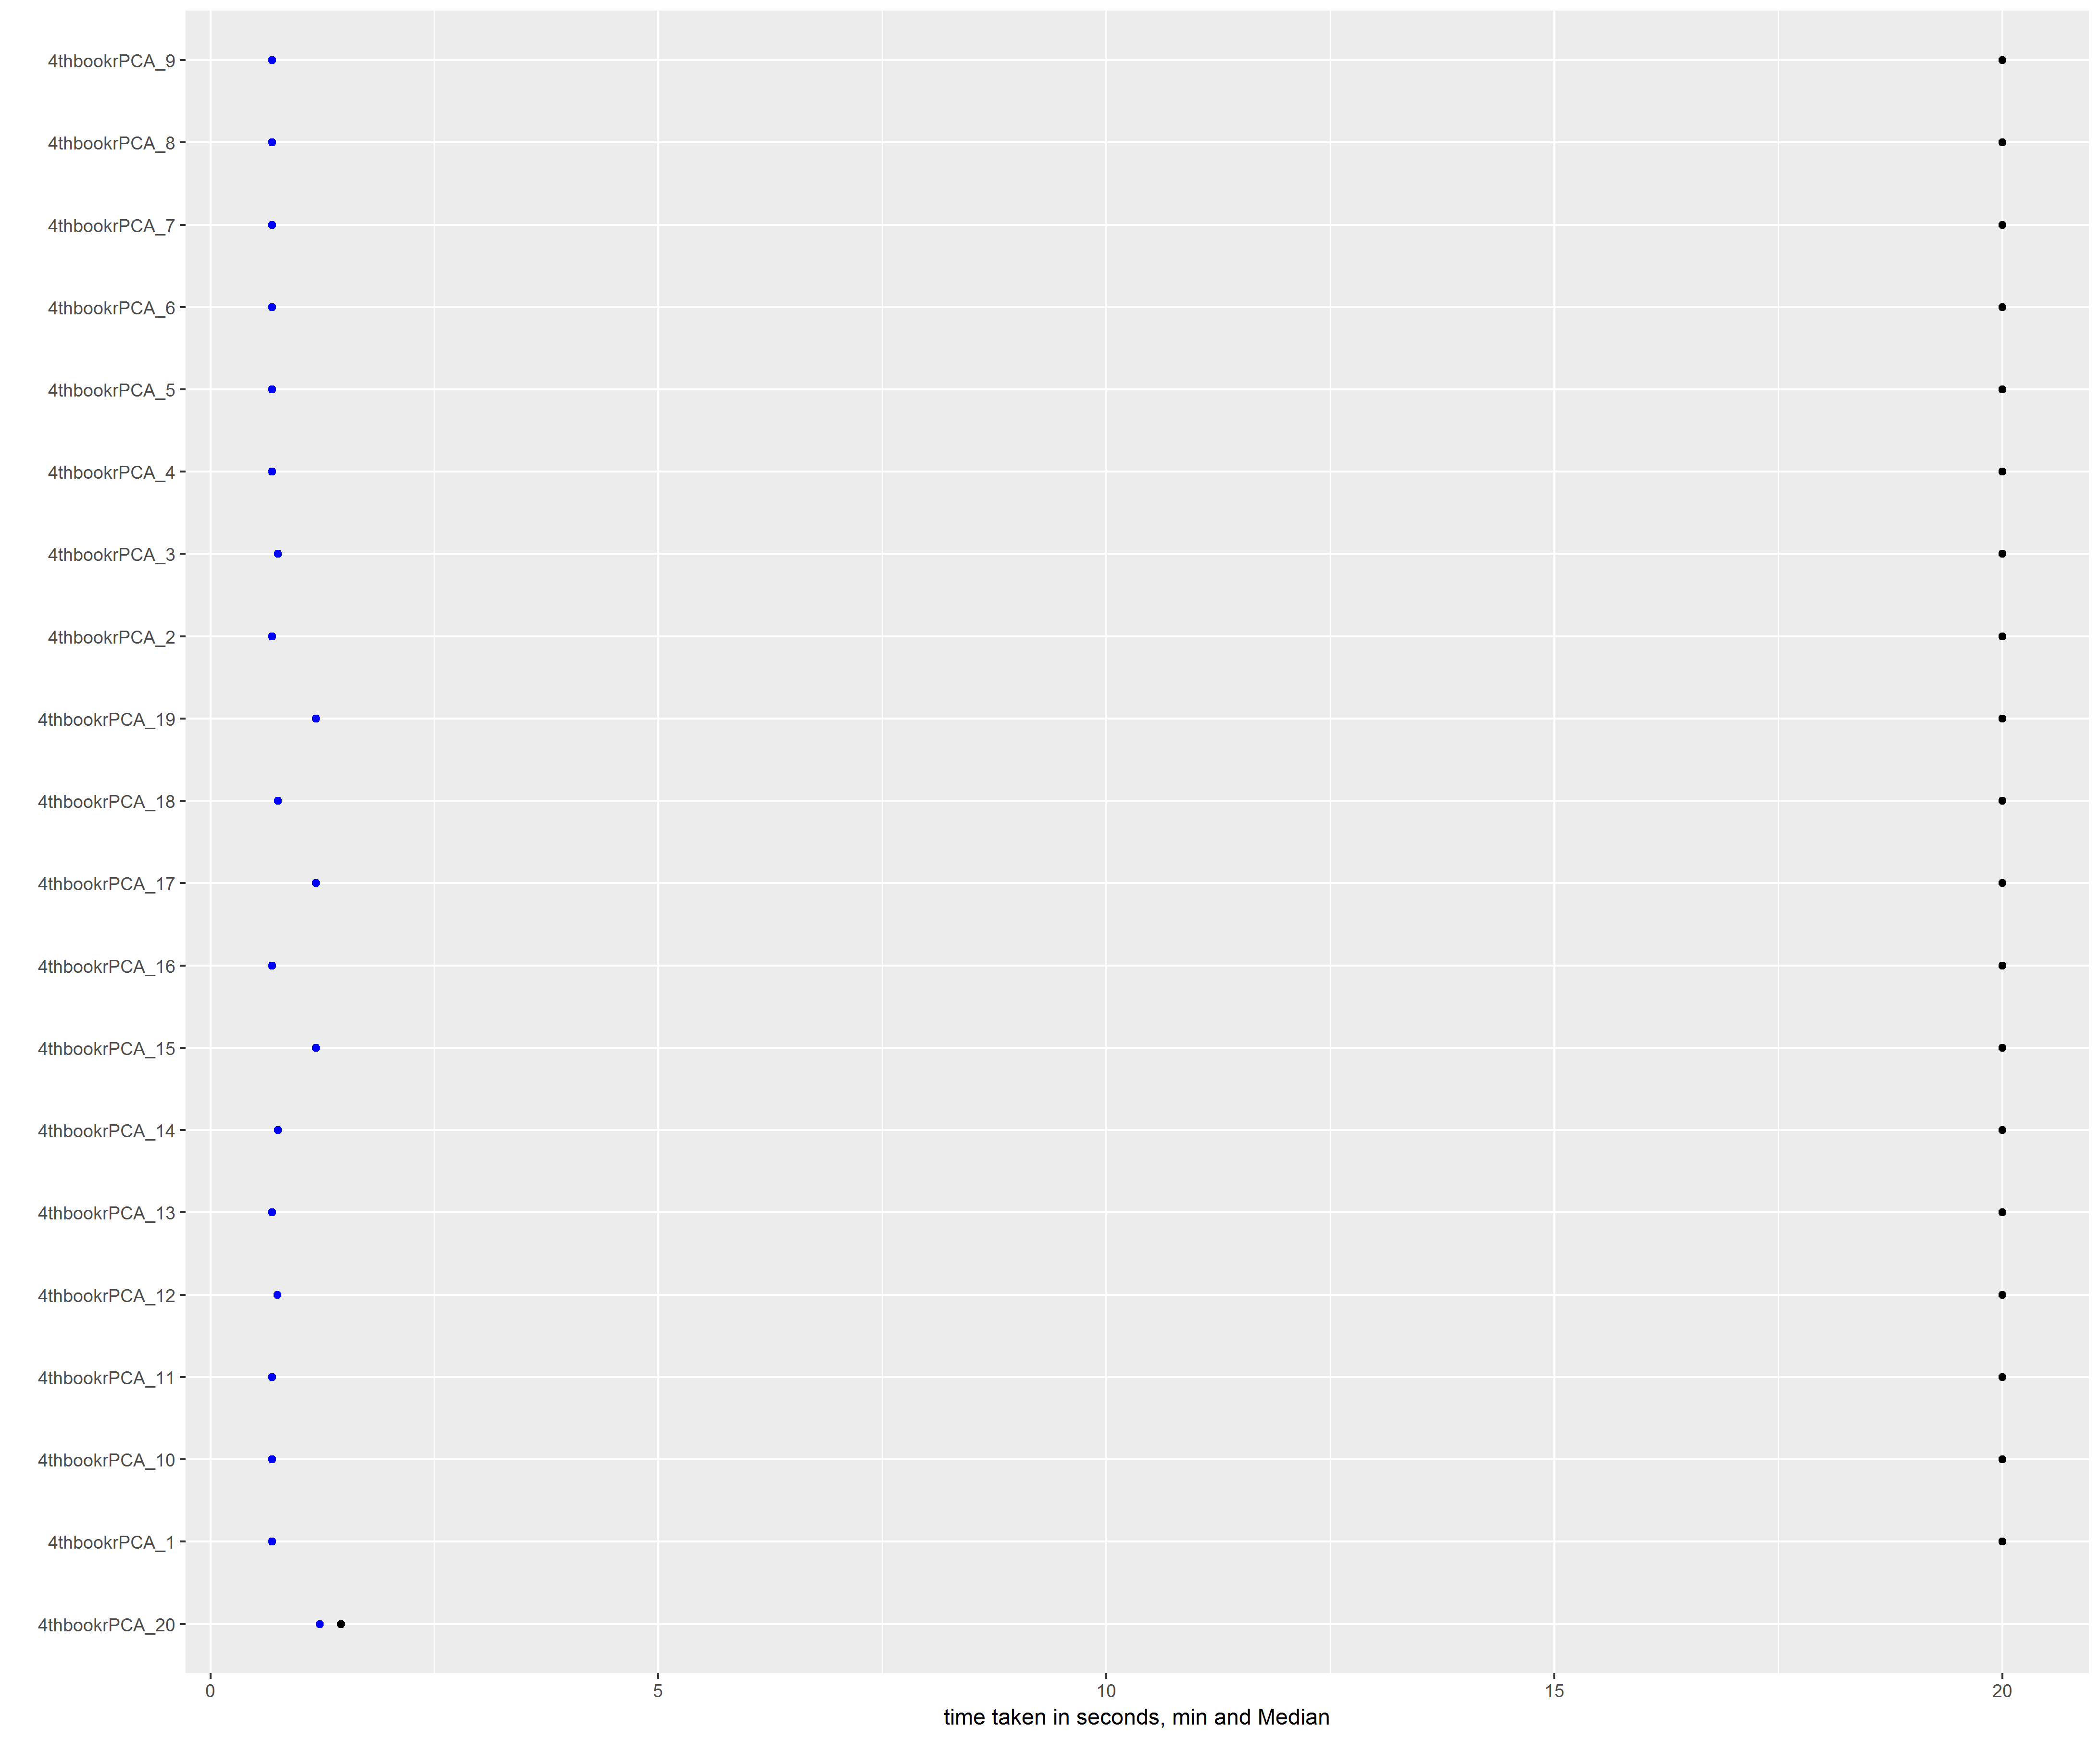 4thbookrPCA_9
4thbookrPCA_8
4thbookrPCA_7
4thbookrPCA_6
4thbookrPCA_5
4thbookrPCA_4
4thbookrPCA_3
4thbookrPCA_2
4thbookrPCA_19
4thbookrPCA_18
4thbookrPCA_17
4thbookrPCA_16
4thbookrPCA_15
4thbookrPCA_14
4thbookrPCA_13
4thbookrPCA_12
4thbookrPCA_11
4thbookrPCA_10
4thbookrPCA_1
4thbookrPCA_20
0 5 10 15 20
time taken in seconds, min and Median